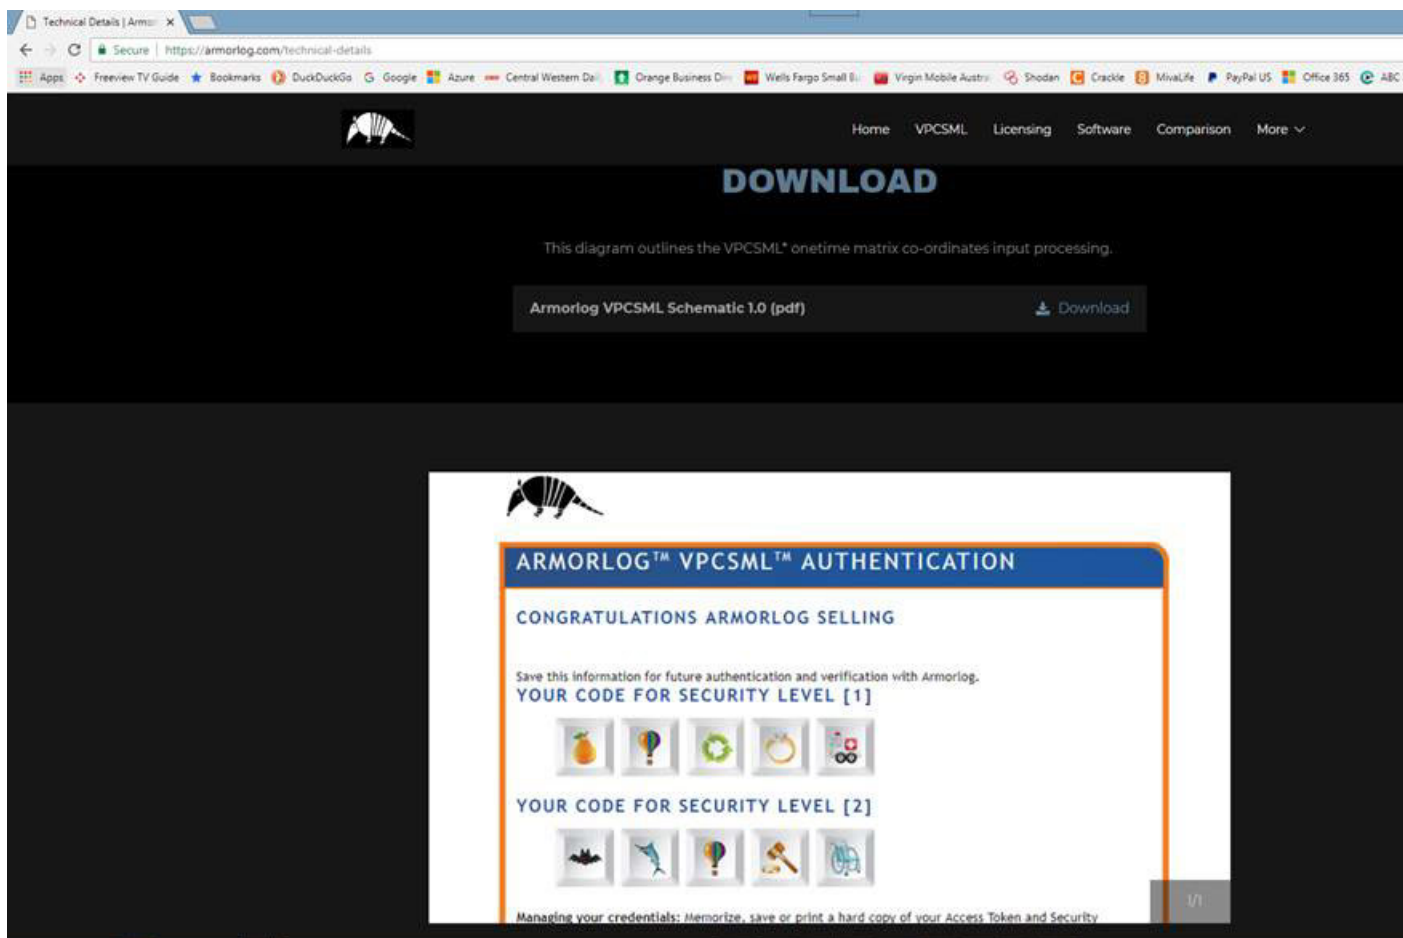 Technical Details | Armor
Secure | https://armorlog.com/technical-details
Apps Freeview TV Guide Bookmarks DuckDuckGo Google Azure Central Western Dai Orange Business Dir Wells Fargo Small Bu Virgin Mobile Austra Shodan Crackle MivaLife PayPal US Office 365 ABC
Home VPCSML Licensing Software Comparison More
DOWNLOAD
This diagram outlines the VPCSML* onetime matrix co-ordinates input processing.
Armorlog VPCSML Schematic 1.0 (pdf) Download
ARMORLOG™ VPCSML™ AUTHENTICATION
CONGRATULATIONS ARMORLOG SELLING
Save this information for future authentication and verification with Armorlog.
YOUR CODE FOR SECURITY LEVEL [1]
YOUR CODE FOR SECURITY LEVEL [2]
Managing your credentials: Memorize, save or print a hard copy of your Access Token and Security
1/1